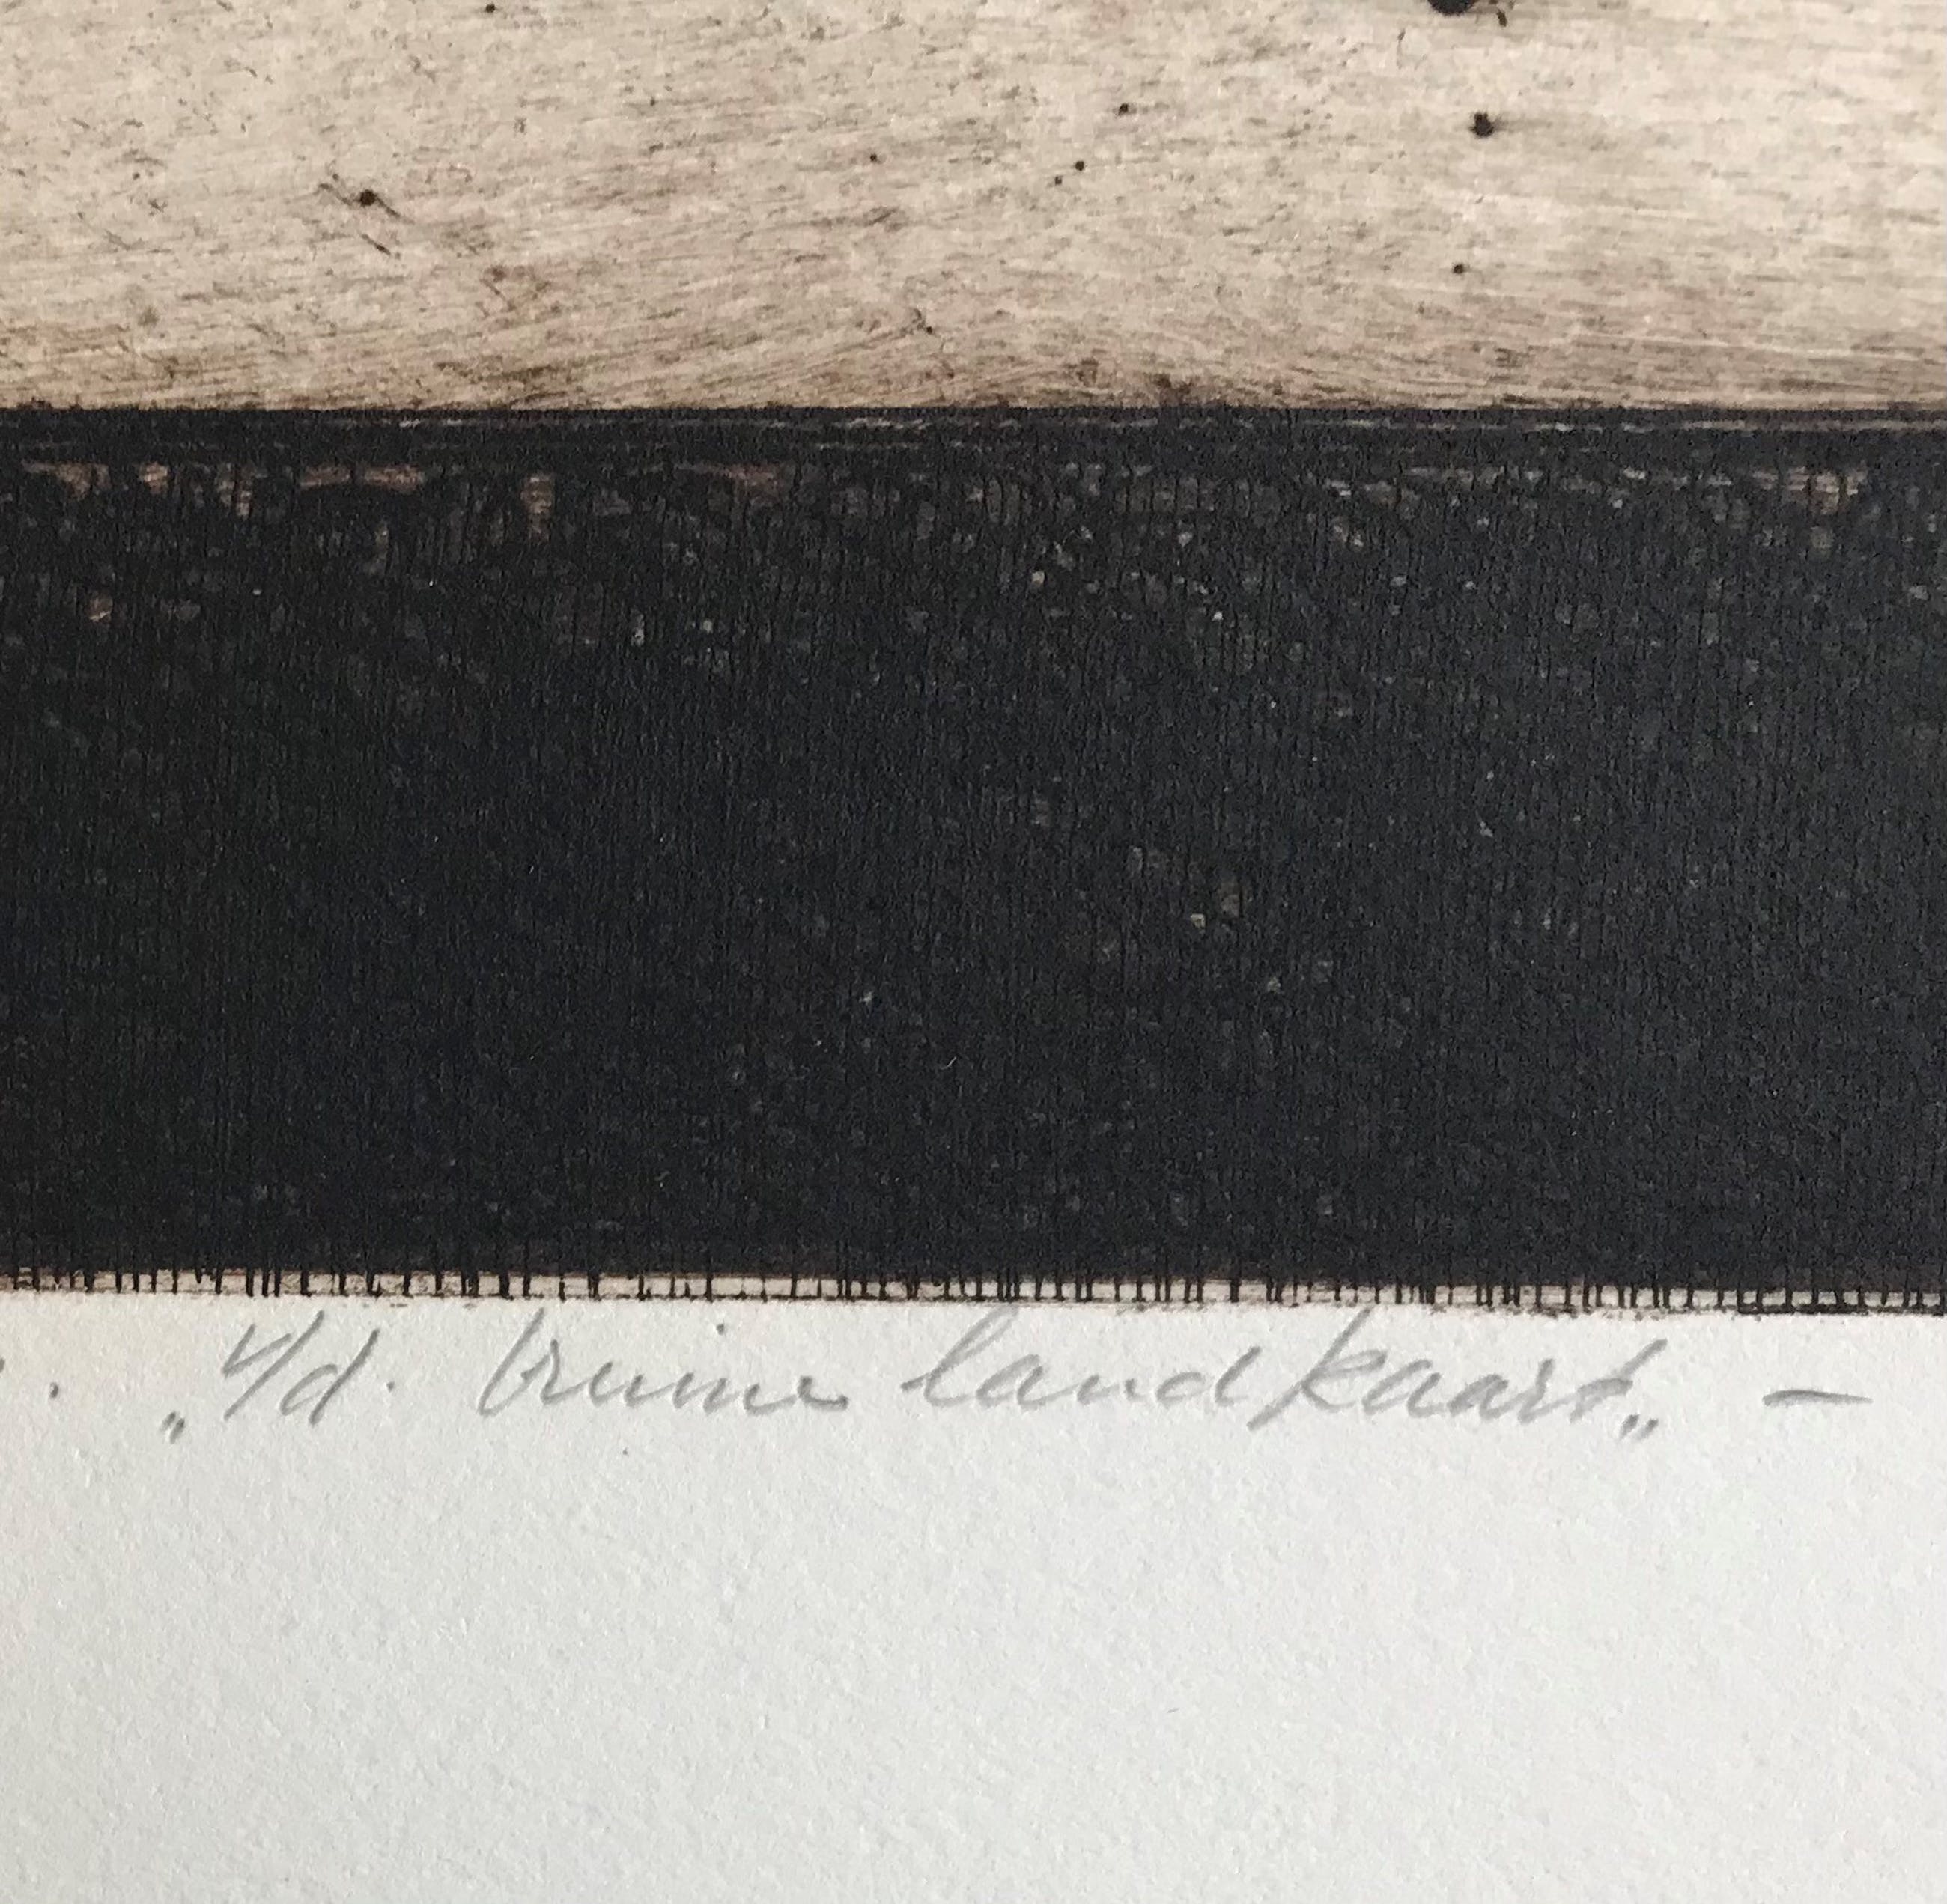 . „v/d. bruine landkaart„ –